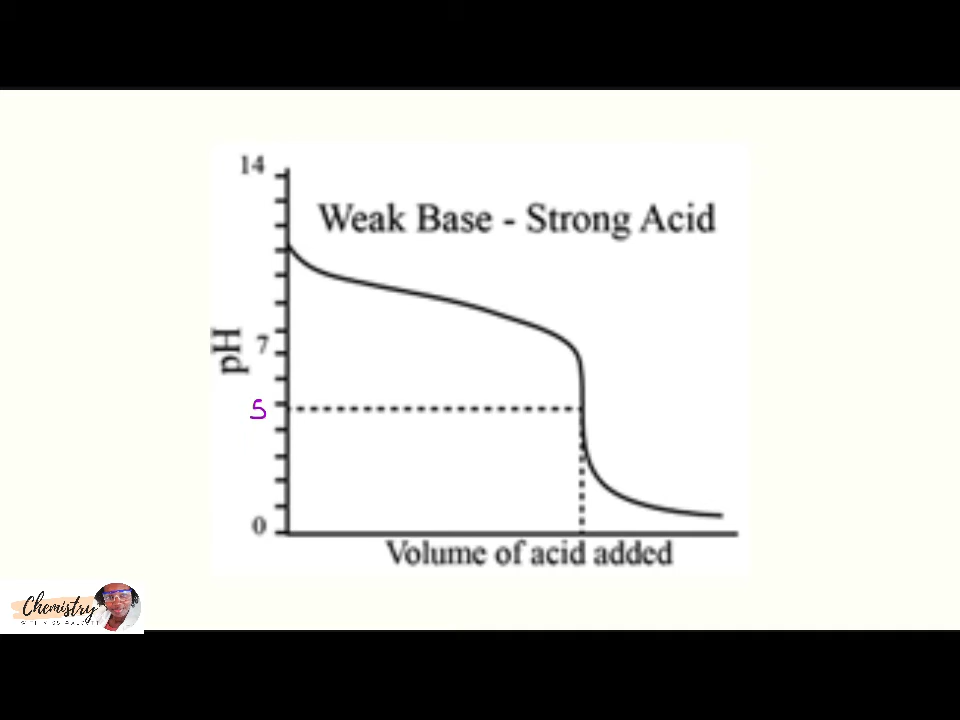 14
Weak Base - Strong Acid
pH
7
5
0
Volume of acid added
Chemistry